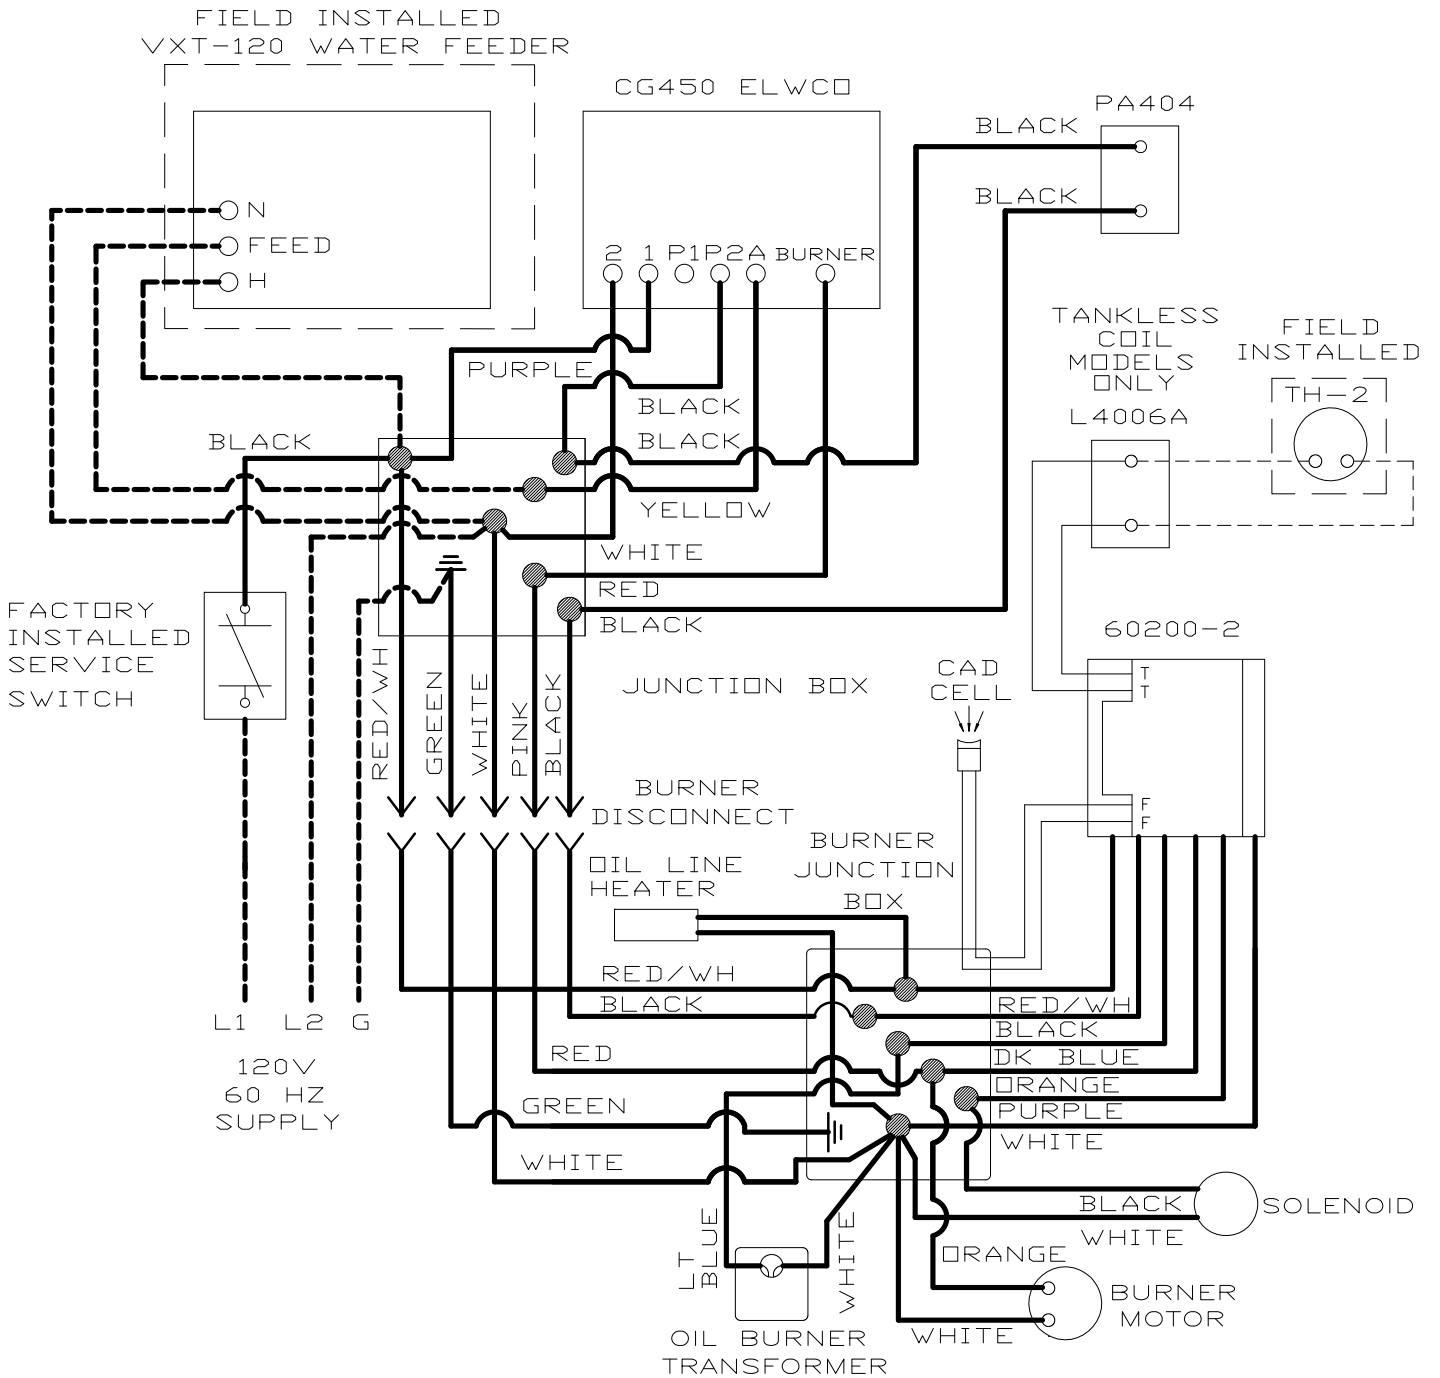 FIELD INSTALLED
VXT-120 WATER FEEDER
CG450 ELWCO
PA404
BLACK
BLACK
N
FEED
H
2 1 P1 P2 A BURNER
TANKLESS
COIL
MODELS
ONLY
L4006A
FIELD
INSTALLED
TH-2
PURPLE
BLACK
BLACK
BLACK
YELLOW
WHITE
RED
BLACK
FACTORY
INSTALLED
SERVICE
SWITCH
JUNCTION BOX
RED/WH
GREEN
WHITE
PINK
BLACK
60200-2
T
T
F
F
CAD
CELL
BURNER
DISCONNECT
BURNER
JUNCTION
BOX
OIL LINE
HEATER
RED/WH
BLACK
RED
GREEN
WHITE
RED/WH
BLACK
DK BLUE
ORANGE
PURPLE
WHITE
L1 L2 G
120V
60 HZ
SUPPLY
LT
BLUE
WHITE
BLACK
WHITE
SOLENOID
ORANGE
WHITE
BURNER
MOTOR
OIL BURNER
TRANSFORMER